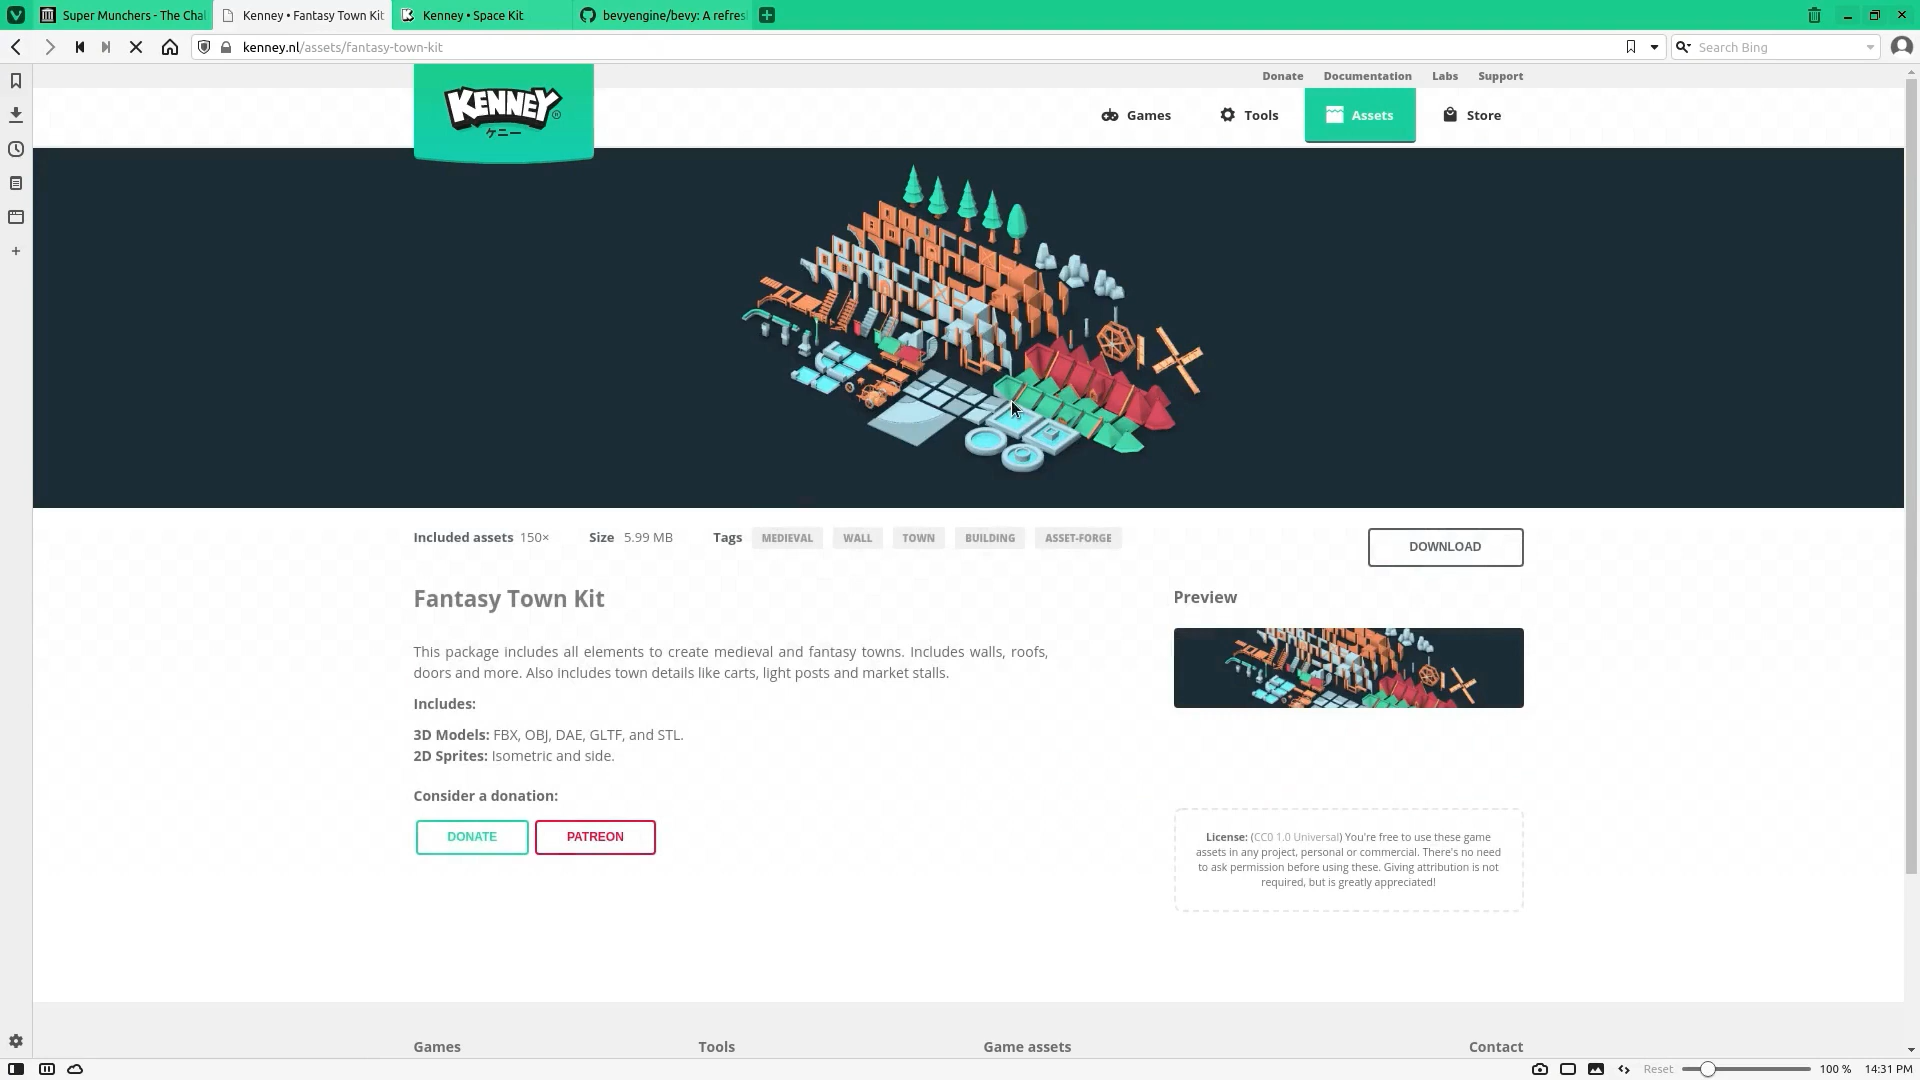 Super Munchers - The Chal
Kenney • Fantasy Town Kit
Kenney • Space Kit
bevyengine/bevy: A refres
kenney.nl/assets/fantasy-town-kit
Search Bing
Donate Documentation Labs Support
KENNEY®
ケニー
Games Tools Assets Store
Included assets 150× Size 5.99 MB Tags MEDIEVAL WALL TOWN BUILDING ASSET-FORGE
DOWNLOAD
Fantasy Town Kit
Preview
This package includes all elements to create medieval and fantasy towns. Includes walls, roofs,
doors and more. Also includes town details like carts, light posts and market stalls.
Includes:
3D Models: FBX, OBJ, DAE, GLTF, and STL.
2D Sprites: Isometric and side.
Consider a donation:
DONATE PATREON
License: (CC0 1.0 Universal) You're free to use these game
assets in any project, personal or commercial. There's no need
to ask permission before using these. Giving attribution is not
required, but is greatly appreciated!
Games Tools Game assets Contact
Reset 100 % 14:31 PM